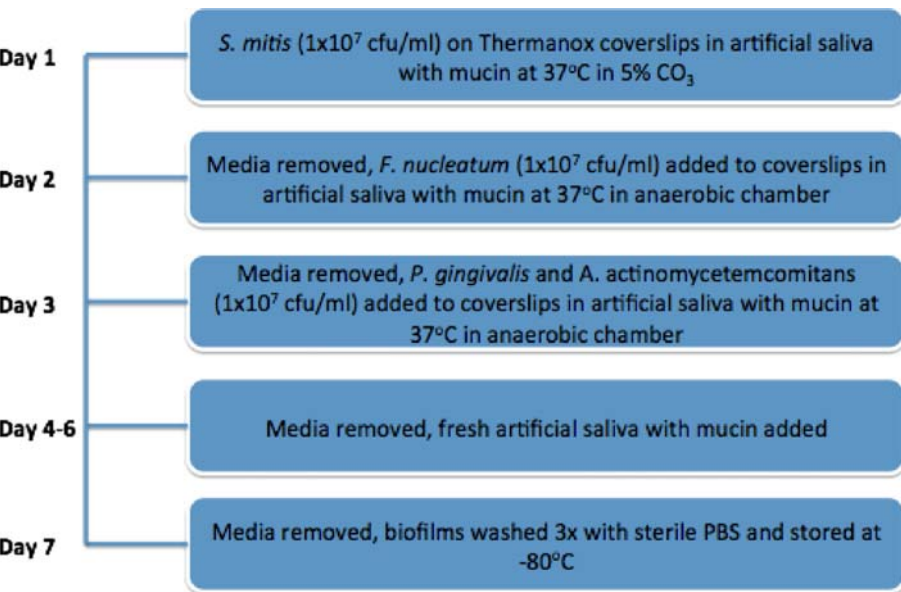 Day 1
S. mitis (1x10⁷ cfu/ml) on Thermanox coverslips in artificial saliva
with mucin at 37ºC in 5% CO₃
Day 2
Media removed, F. nucleatum (1x10⁷ cfu/ml) added to coverslips in
artificial saliva with mucin at 37ºC in anaerobic chamber
Day 3
Media removed, P. gingivalis and A. actinomycetemcomitans
(1x10⁷ cfu/ml) added to coverslips in artificial saliva with mucin at
37ºC in anaerobic chamber
Day 4-6
Media removed, fresh artificial saliva with mucin added
Day 7
Media removed, biofilms washed 3x with sterile PBS and stored at
-80ºC